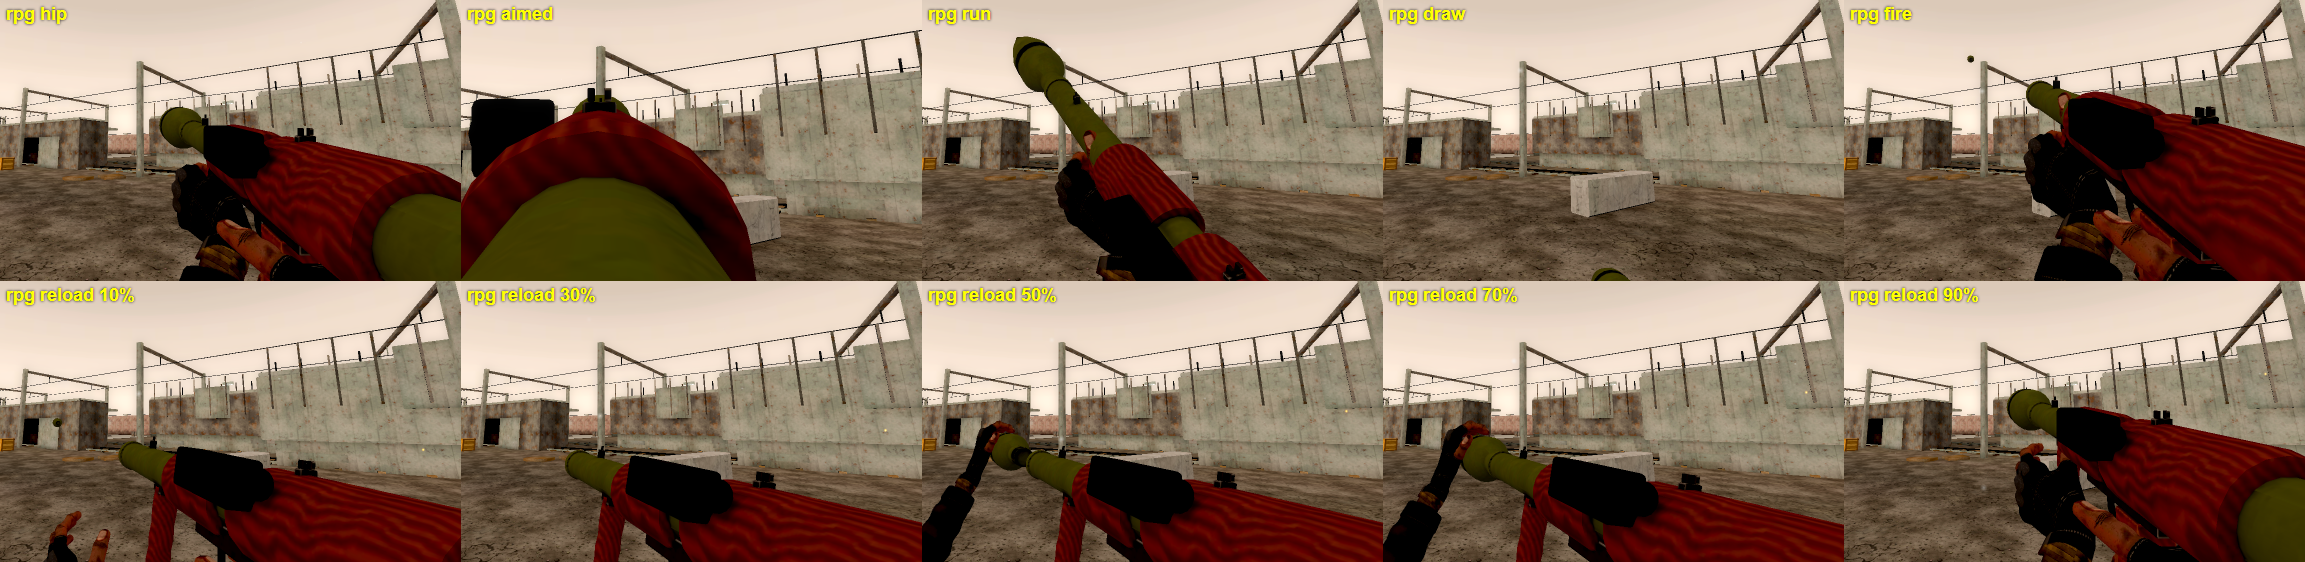 rpg hip
rpg aimed
rpg run
rpg draw
rpg fire
rpg reload 10%
rpg reload 30%
rpg reload 50%
rpg reload 70%
rpg reload 90%